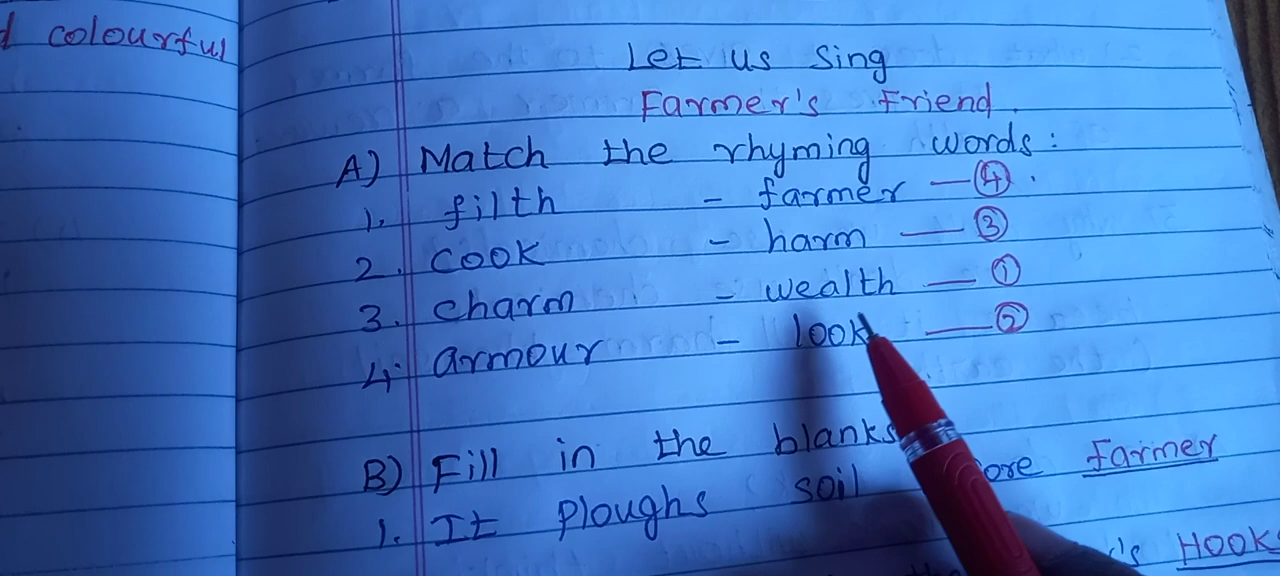 d colourful
Let us Sing
Farmer's Friend.
A) Match the rhyming words:
1. filth - farmer — ④.
2. cook - harm — ③
3. charm - wealth — ①
4. armour - look — ②
B) Fill in the blanks
1. It ploughs soil Farmer
's HOOK